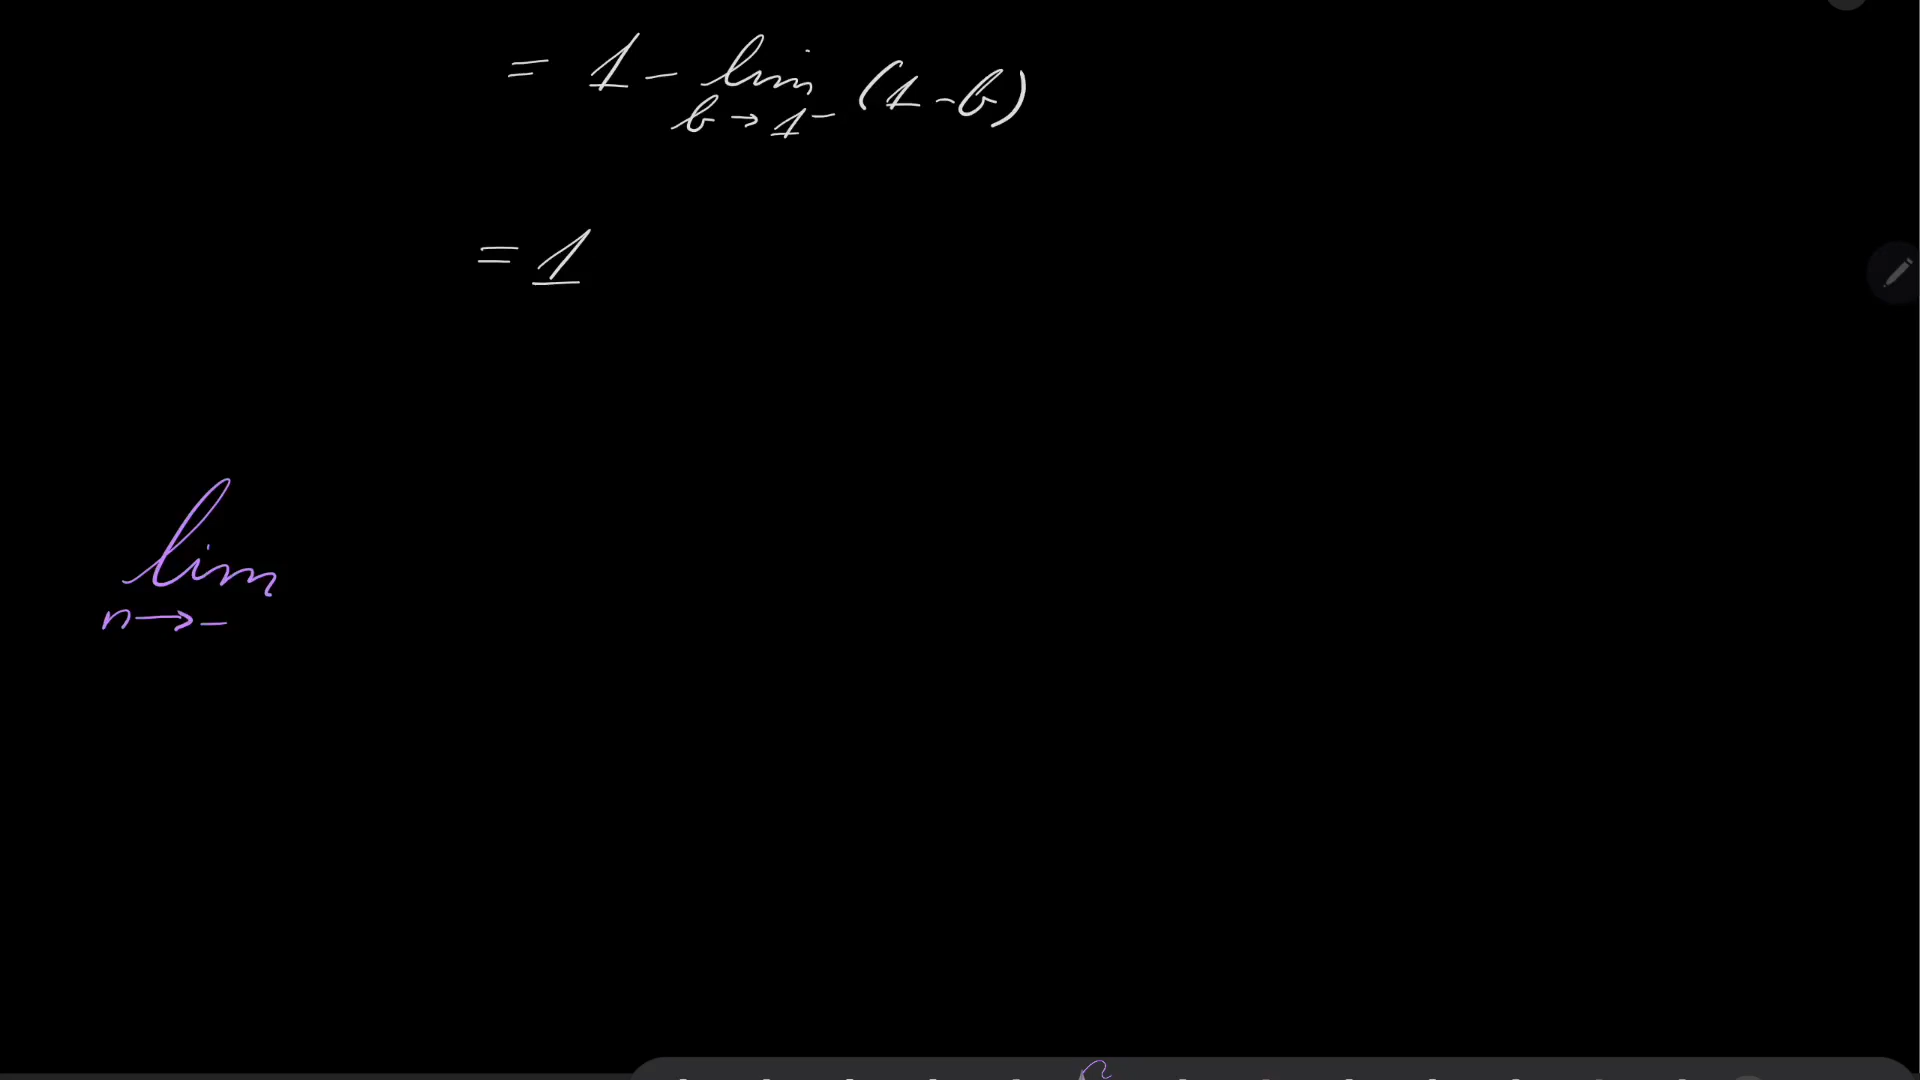 = 1 - lim (1 - b)
b → 1⁻
= 1
lim
n → -